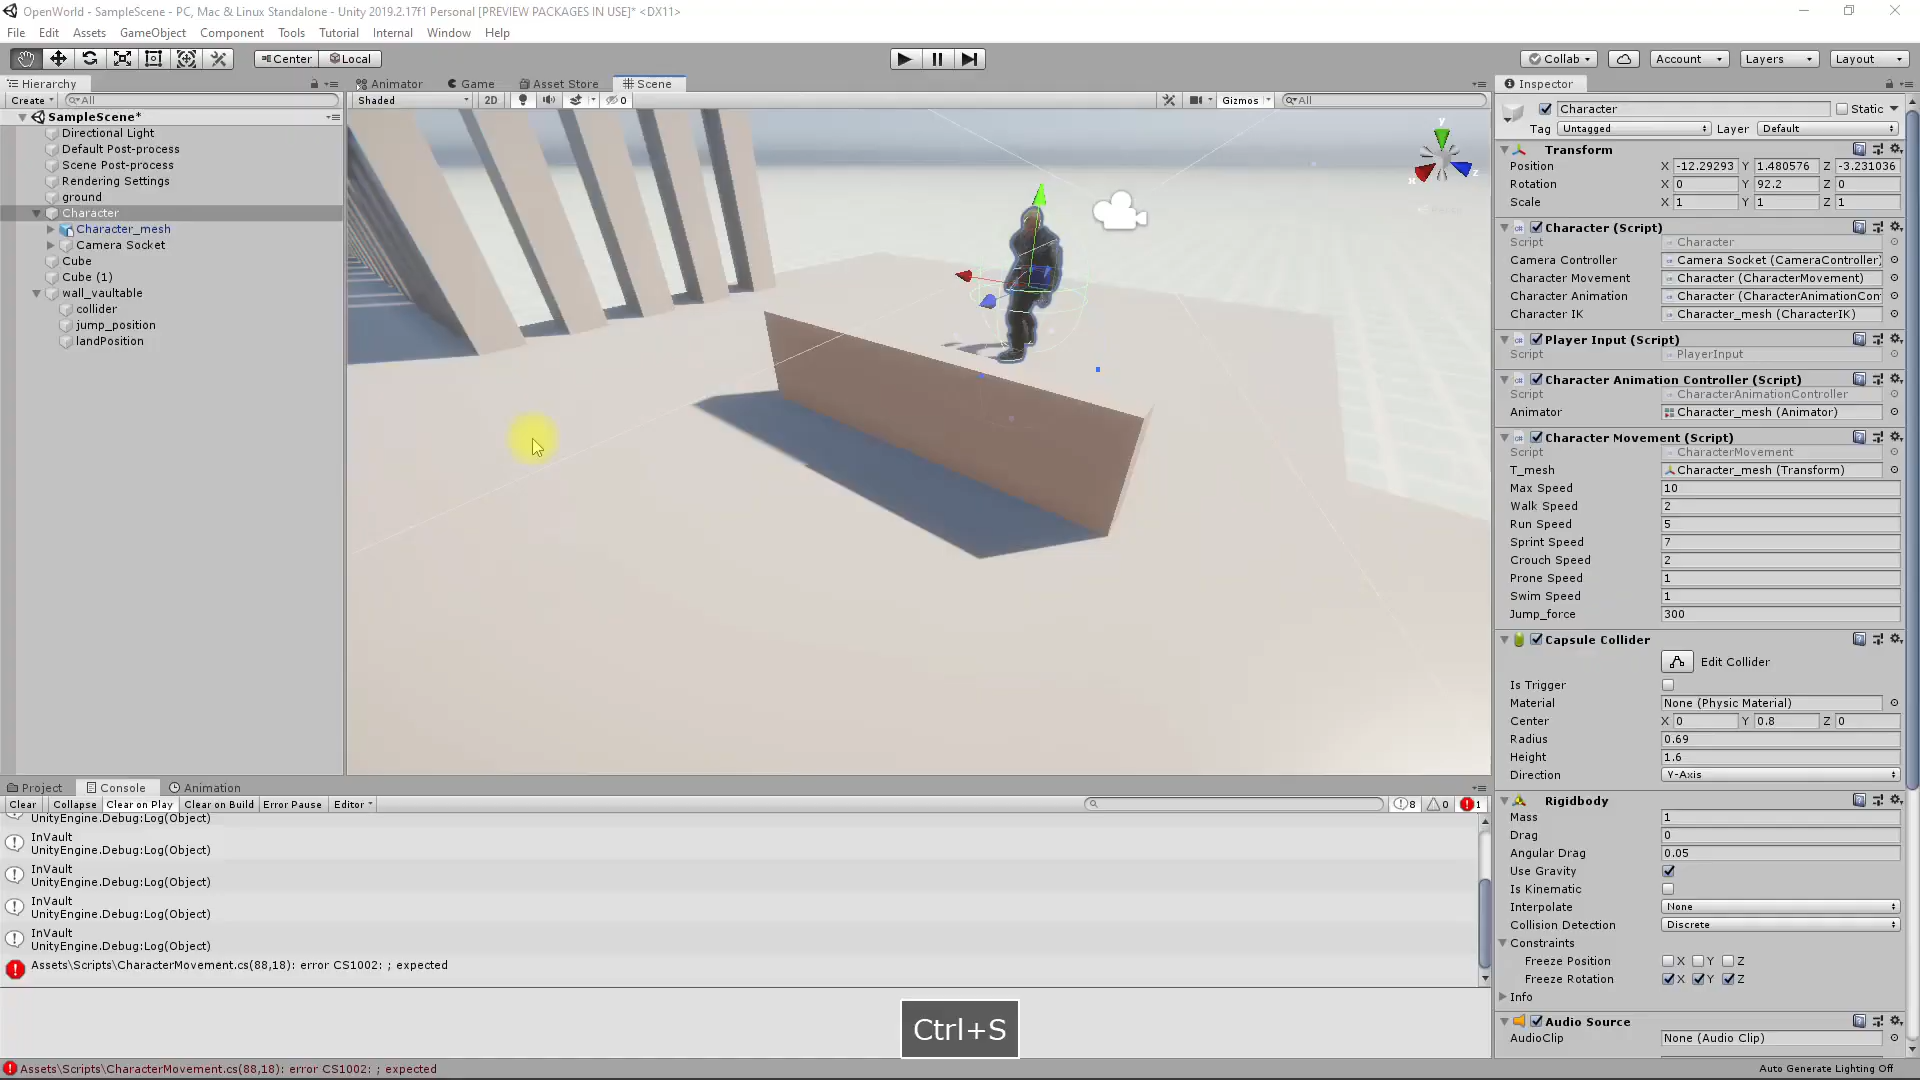 OpenWorld - SampleScene - PC, Mac & Linux Standalone - Unity 2019.2.17f1 Personal [PREVIEW PACKAGES IN USE]* <DX11>
File Edit Assets GameObject Component Tools Tutorial Internal Window Help
Center Local Collab Account Layers Layout
Hierarchy Animator Game Asset Store Scene Inspector
Create All Shaded 2D 0 Gizmos All
SampleScene*
Directional Light
Default Post-process
Scene Post-process
Rendering Settings
ground
Character
Character_mesh
Camera Socket
Cube
Cube (1)
wall_vaultable
collider
jump_position
landPosition
y
x
z
Character Static
Tag Untagged Layer Default
Transform
Position X -12.29293 Y 1.480576 Z -3.231036
Rotation X 0 Y 92.2 Z 0
Scale X 1 Y 1 Z 1
Character (Script)
Script Character
Camera Controller Camera Socket (CameraController)
Character Movement Character (CharacterMovement)
Character Animation Character (CharacterAnimationCon
Character IK Character_mesh (CharacterIK)
Player Input (Script)
Script PlayerInput
Character Animation Controller (Script)
Script CharacterAnimationController
Animator Character_mesh (Animator)
Character Movement (Script)
Script CharacterMovement
T_mesh Character_mesh (Transform)
Max Speed 10
Walk Speed 2
Run Speed 5
Sprint Speed 7
Crouch Speed 2
Prone Speed 1
Swim Speed 1
Jump_force 300
Capsule Collider
Edit Collider
Is Trigger
Material None (Physic Material)
Center X 0 Y 0.8 Z 0
Radius 0.69
Height 1.6
Direction Y-Axis
Rigidbody
Mass 1
Drag 0
Angular Drag 0.05
Use Gravity
Is Kinematic
Interpolate None
Collision Detection Discrete
Constraints
Freeze Position X Y Z
Freeze Rotation X Y Z
Info
Audio Source
AudioClip None (Audio Clip)
Project Console Animation
Clear Collapse Clear on Play Clear on Build Error Pause Editor 8 0 1
UnityEngine.Debug:Log(Object)
InVault
UnityEngine.Debug:Log(Object)
InVault
UnityEngine.Debug:Log(Object)
InVault
UnityEngine.Debug:Log(Object)
InVault
UnityEngine.Debug:Log(Object)
Assets\Scripts\CharacterMovement.cs(88,18): error CS1002: ; expected
Ctrl+S
Assets\Scripts\CharacterMovement.cs(88,18): error CS1002: ; expected
Auto Generate Lighting Off